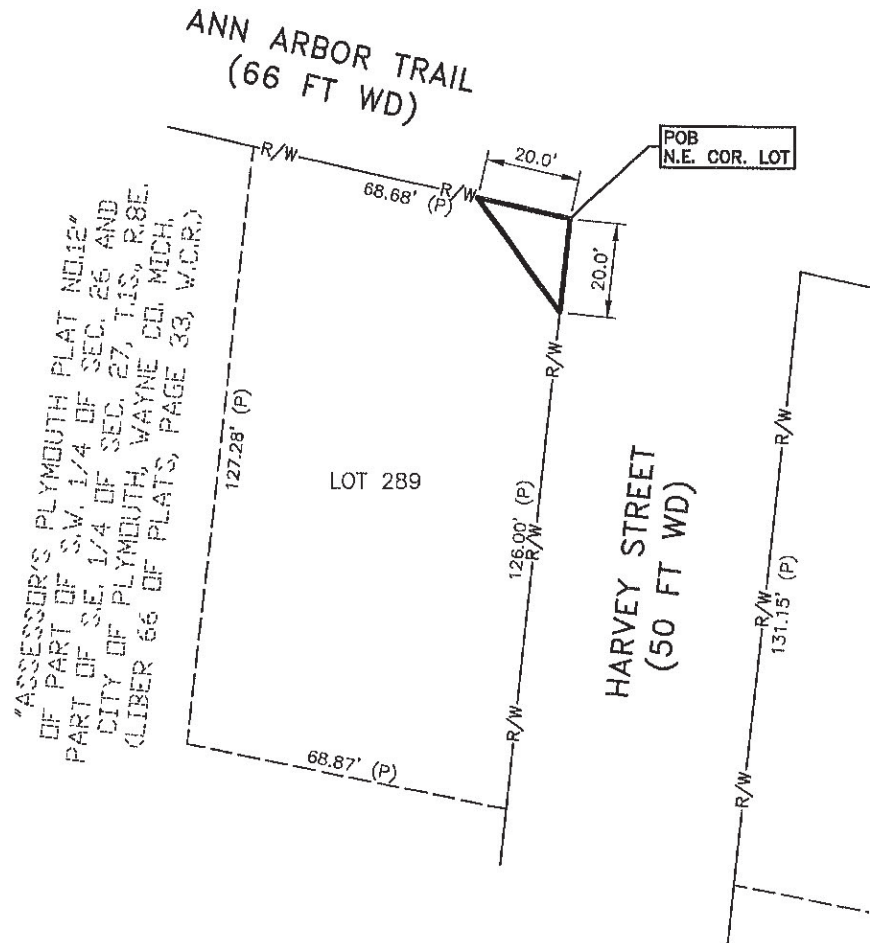 ANN ARBOR TRAIL
(66 FT WD)
R/W
68.68' (P)
R/W
20.0'
POB
N.E. COR. LOT
20.0'
R/W
"ASSESSOR'S PLYMOUTH PLAT NO.12"
OF PART OF S.W. 1/4 OF SEC. 26 AND
PART OF S.E. 1/4 OF SEC. 27, T.1S., R.8E.
CITY OF PLYMOUTH, WAYNE CO. MICH.
(LIBER 66 OF PLATS, PAGE 33, W.C.R.)
127.28' (P)
LOT 289
126.00' (P)
R/W
HARVEY STREET
(50 FT WD)
R/W
R/W
131.15' (P)
R/W
R/W
68.87' (P)